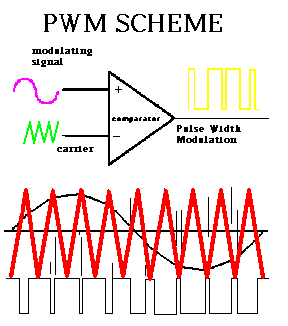 PWM SCHEME
modulating
signal
+
comparator
−
carrier
Pulse Width
Modulation